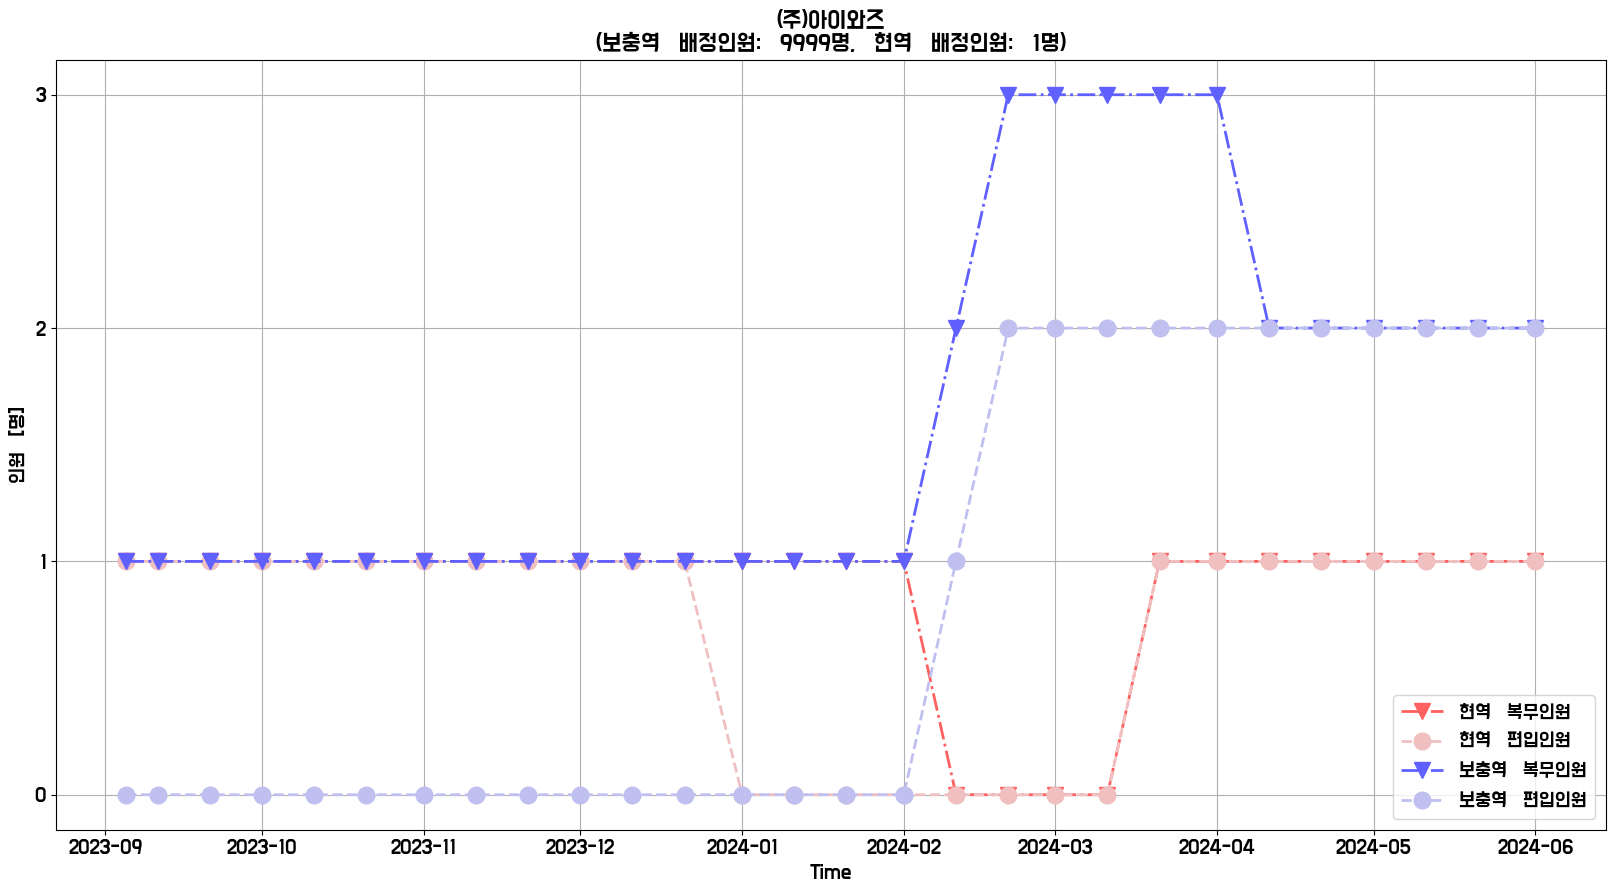 (주)아이와즈
(보충역 배정인원: 9999명, 현역 배정인원: 1명)
인원 [명]
3
2
1
0
현역 복무인원
현역 편입인원
보충역 복무인원
보충역 편입인원
2023-09 2023-10 2023-11 2023-12 2024-01 2024-02 2024-03 2024-04 2024-05 2024-06
Time